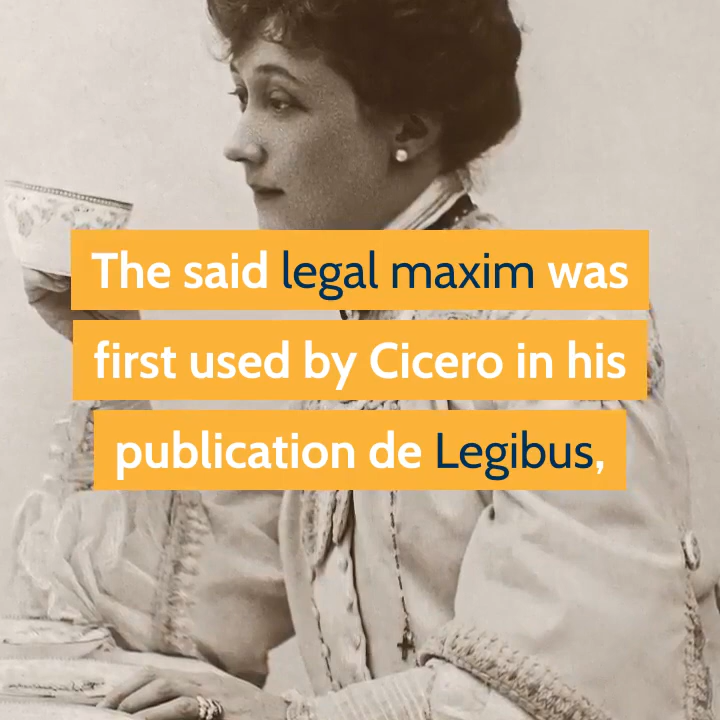 The said legal maxim was
first used by Cicero in his
publication de Legibus,